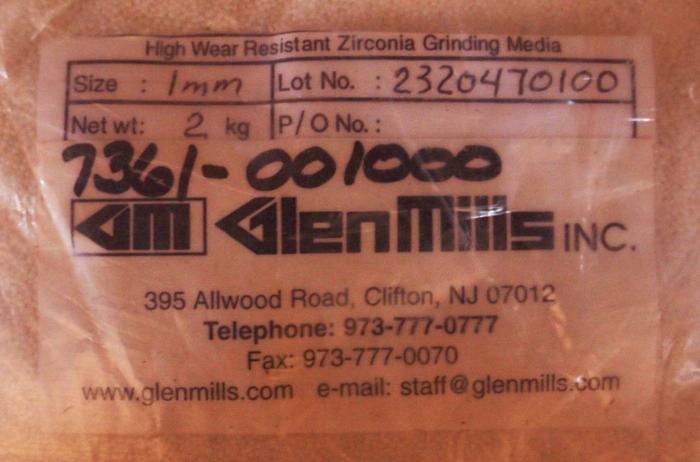 High Wear Resistant Zirconia Grinding Media
Size : 1mm Lot No. : 2320470100
Net wt: 2 kg P/O No. :
7361-001000
GM GlenMills INC.
395 Allwood Road, Clifton, NJ 07012
Telephone: 973-777-0777
Fax: 973-777-0070
www.glenmills.com e-mail: staff@glenmills.com